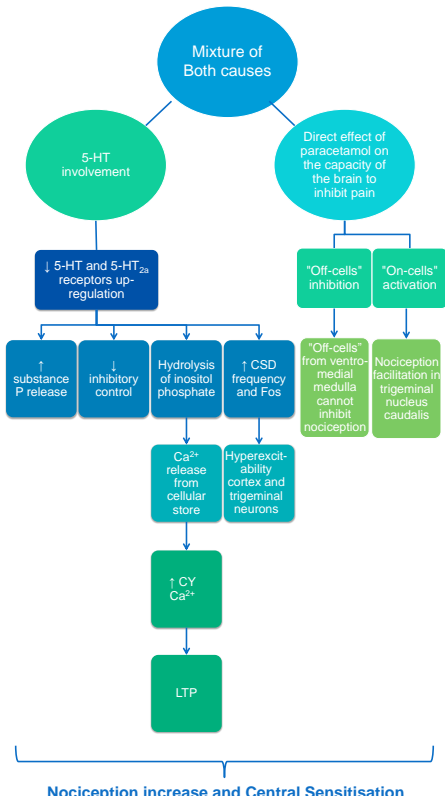 Mixture of
Both causes
5-HT
involvement
Direct effect of
paracetamol on
the capacity of
the brain to
inhibit pain
↓ 5-HT and 5-HT2a
receptors up-
regulation
"Off-cells"
inhibition
"On-cells"
activation
↑
substance
P release
↓
inhibitory
control
Hydrolysis
of inositol
phosphate
↑ CSD
frequency
and Fos
"Off-cells"
from ventro-
medial
medulla
cannot
inhibit
nociception
Nociception
facilitation in
trigeminal
nucleus
caudalis
Ca2+
release
from
cellular
store
Hyperexcit-
ability
cortex and
trigeminal
neurons
↑ CY
Ca2+
LTP
Nociception increase and Central Sensitisation